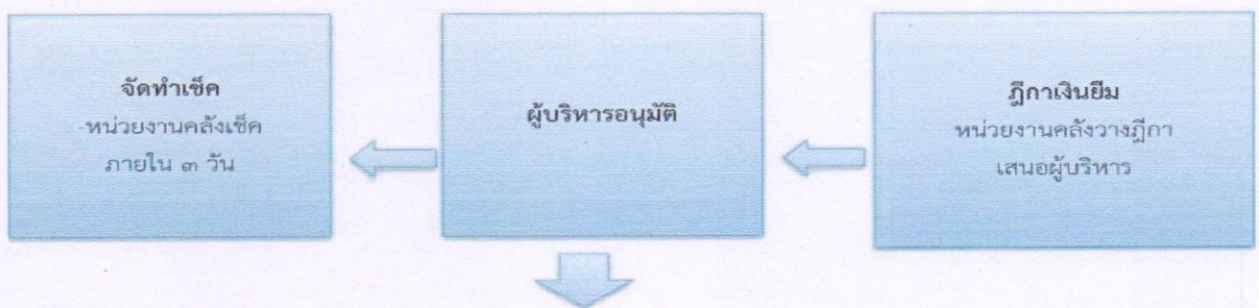 จัดทำเช็ค
-หน่วยงานคลังเช็ค
ภายใน ๓ วัน
ผู้บริหารอนุมัติ
ฎีกาเงินยืม
หน่วยงานคลังวางฎีกา
เสนอผู้บริหาร